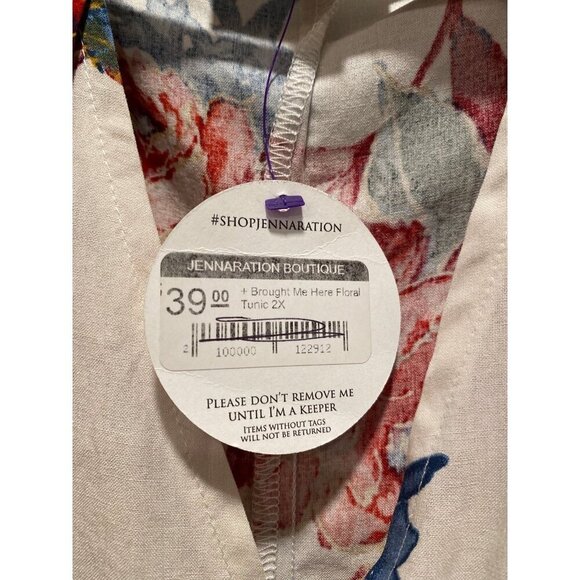 #SHOPJENNARATION
JENNARATION BOUTIQUE
39 00
+ Brought Me Here Floral
Tunic 2X
2 100000 122912
PLEASE DON'T REMOVE ME
UNTIL I'M A KEEPER
ITEMS WITHOUT TAGS
WILL NOT BE RETURNED